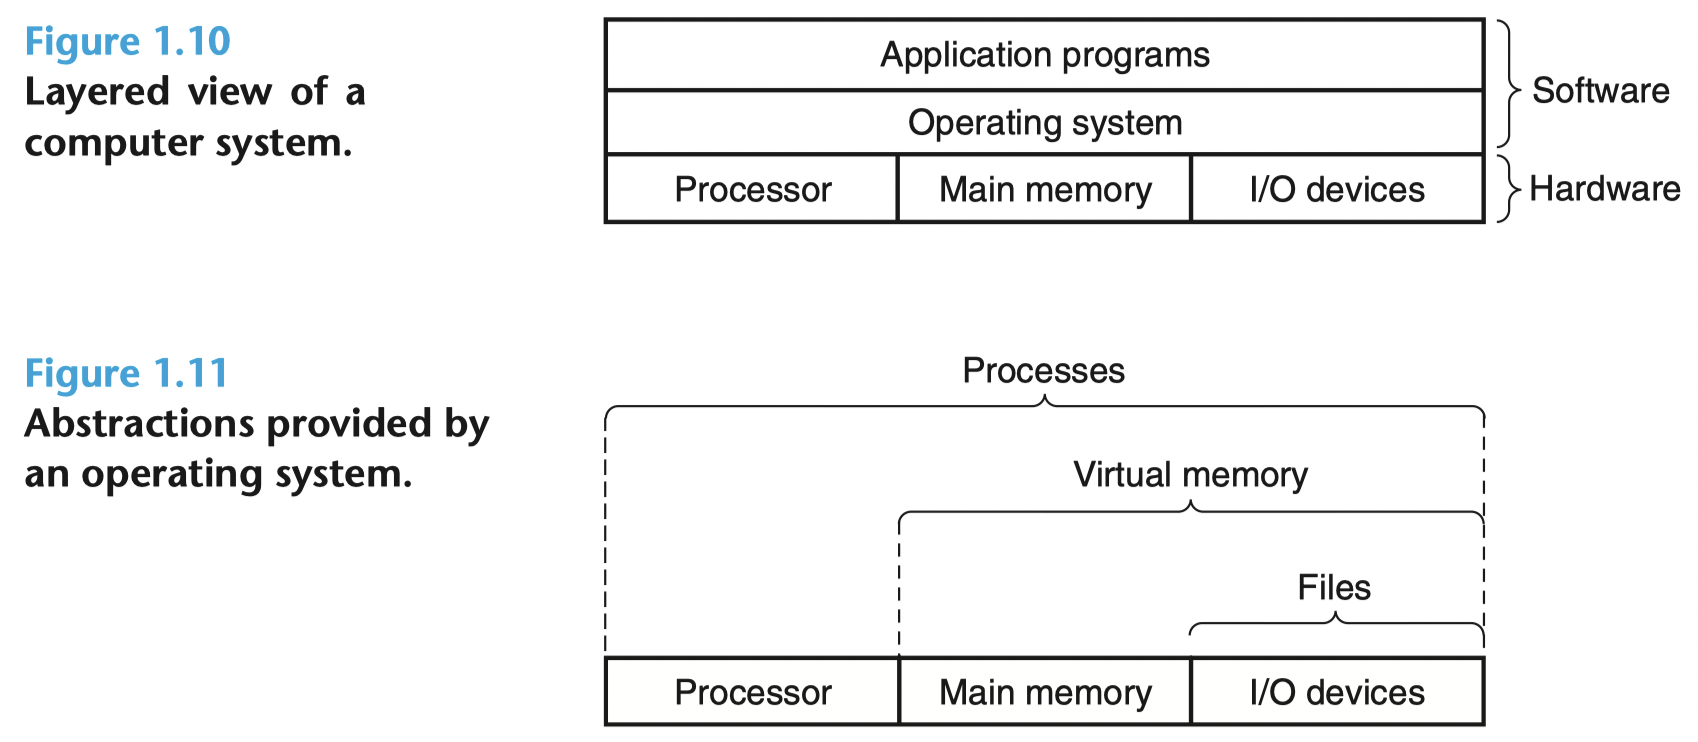 Figure 1.10
Layered view of a
computer system.
Application programs
Operating system
Processor
Main memory
I/O devices
Software
Hardware
Figure 1.11
Abstractions provided by
an operating system.
Processes
Virtual memory
Files
Processor
Main memory
I/O devices